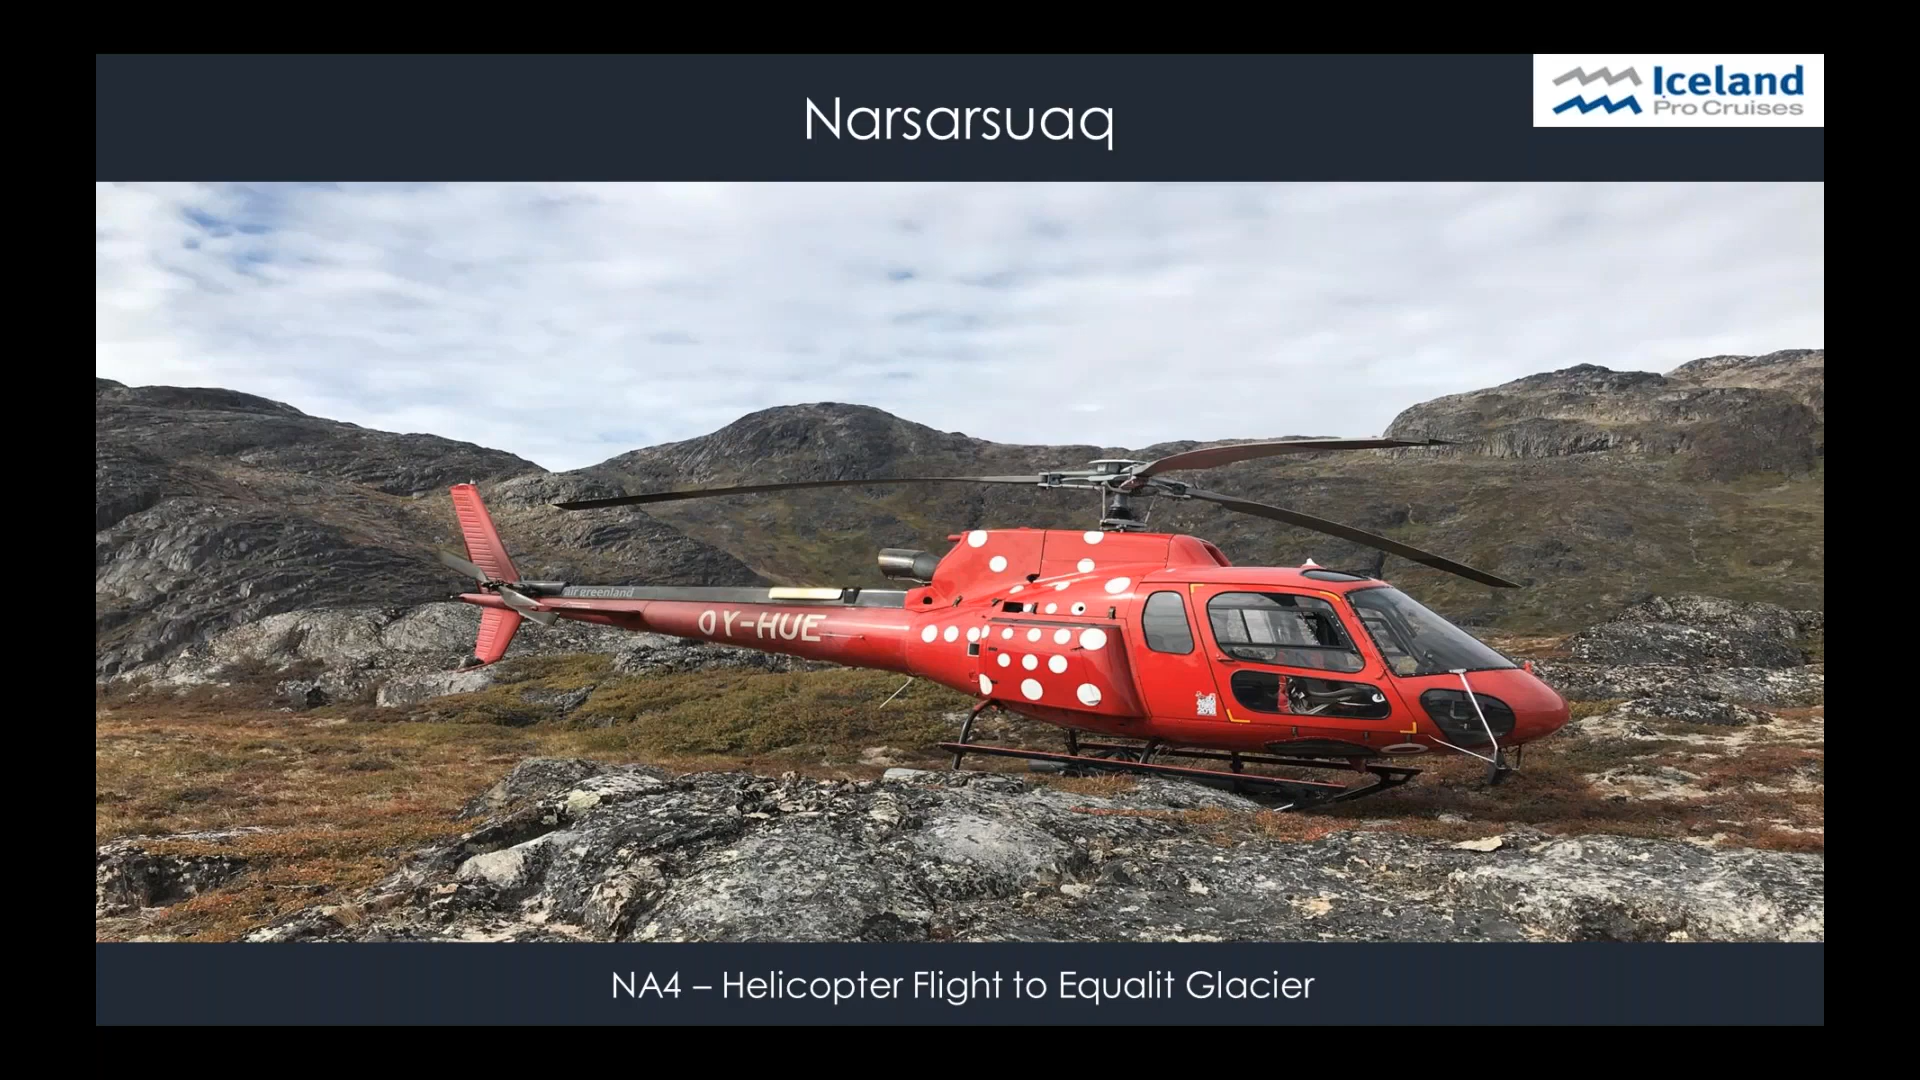 Narsarsuaq
Iceland
Pro Cruises
air greenland
OY-HUE
NA4 – Helicopter Flight to Equalit Glacier